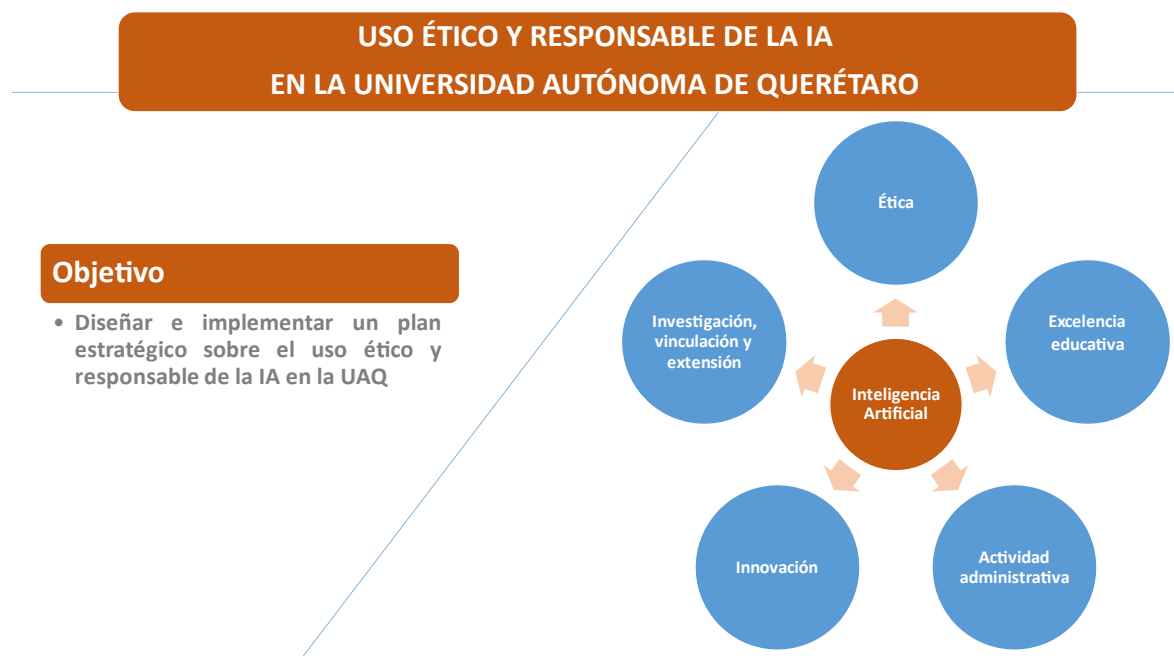 USO ÉTICO Y RESPONSABLE DE LA IA
EN LA UNIVERSIDAD AUTÓNOMA DE QUERÉTARO
Objetivo
• Diseñar e implementar un plan
estratégico sobre el uso ético y
responsable de la IA en la UAQ
Ética
Excelencia
educativa
Actividad
administrativa
Innovación
Investigación,
vinculación y
extensión
Inteligencia
Artificial